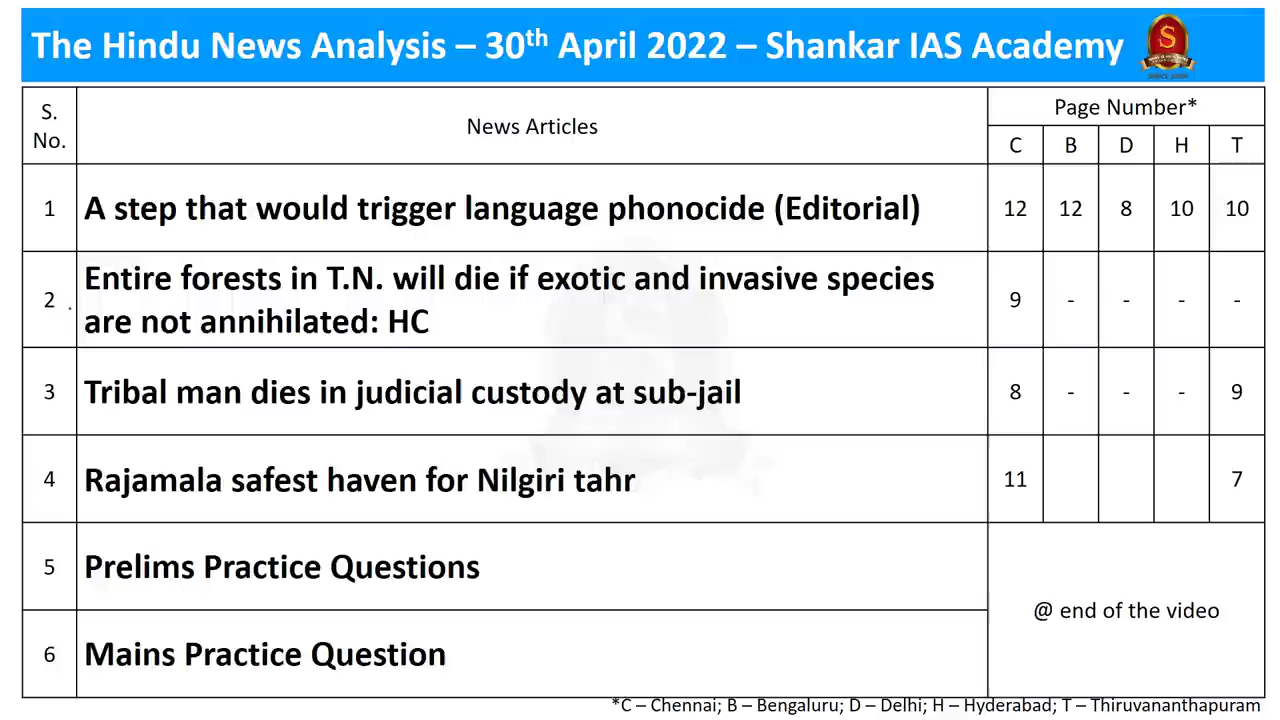 The Hindu News Analysis – 30th April 2022 – Shankar IAS Academy
S
SINCE 2004
S. No.
News Articles
Page Number*
C B D H T
1 A step that would trigger language phonocide (Editorial) 12 12 8 10 10
2 Entire forests in T.N. will die if exotic and invasive species
are not annihilated: HC 9 - - - -
3 Tribal man dies in judicial custody at sub-jail 8 - - - 9
4 Rajamala safest haven for Nilgiri tahr 11 7
5 Prelims Practice Questions
@ end of the video
6 Mains Practice Question
*C – Chennai; B – Bengaluru; D – Delhi; H – Hyderabad; T – Thiruvananthapuram